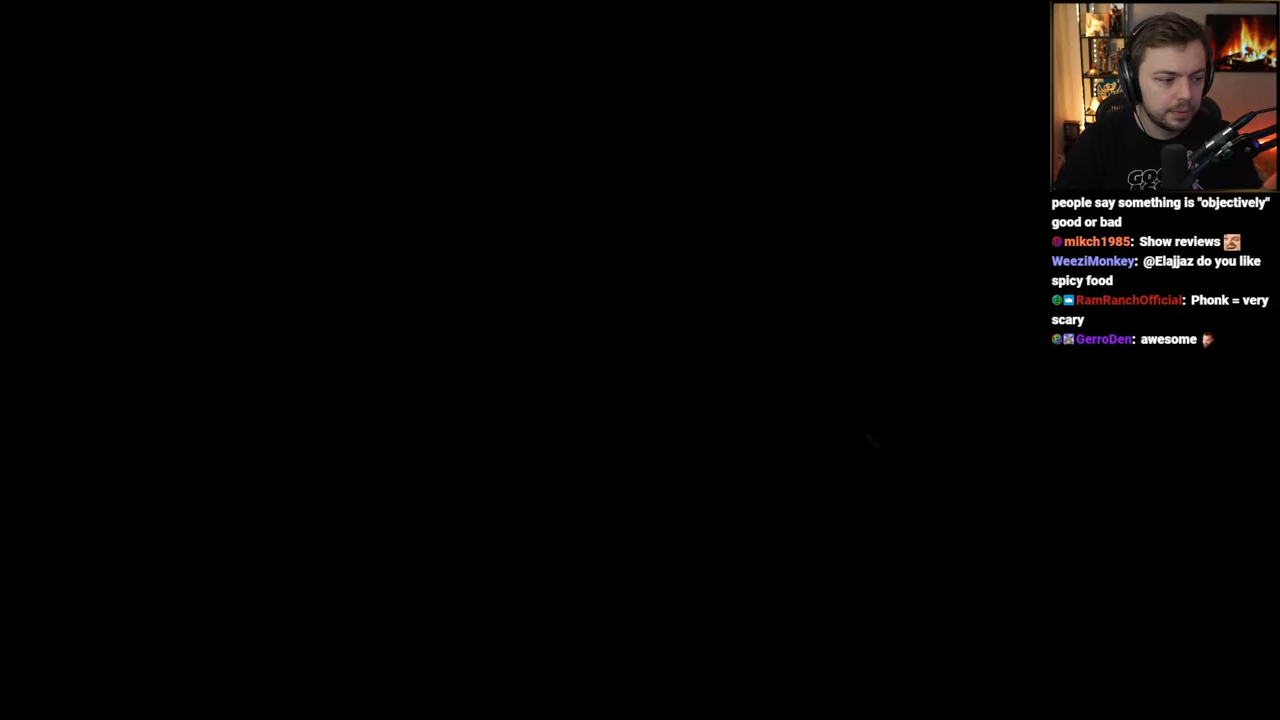 GOO
people say something is "objectively"
good or bad
mikch1985: Show reviews
WeeziMonkey: @Elajjaz do you like
spicy food
RamRanchOfficial: Phonk = very
scary
GerroDen: awesome